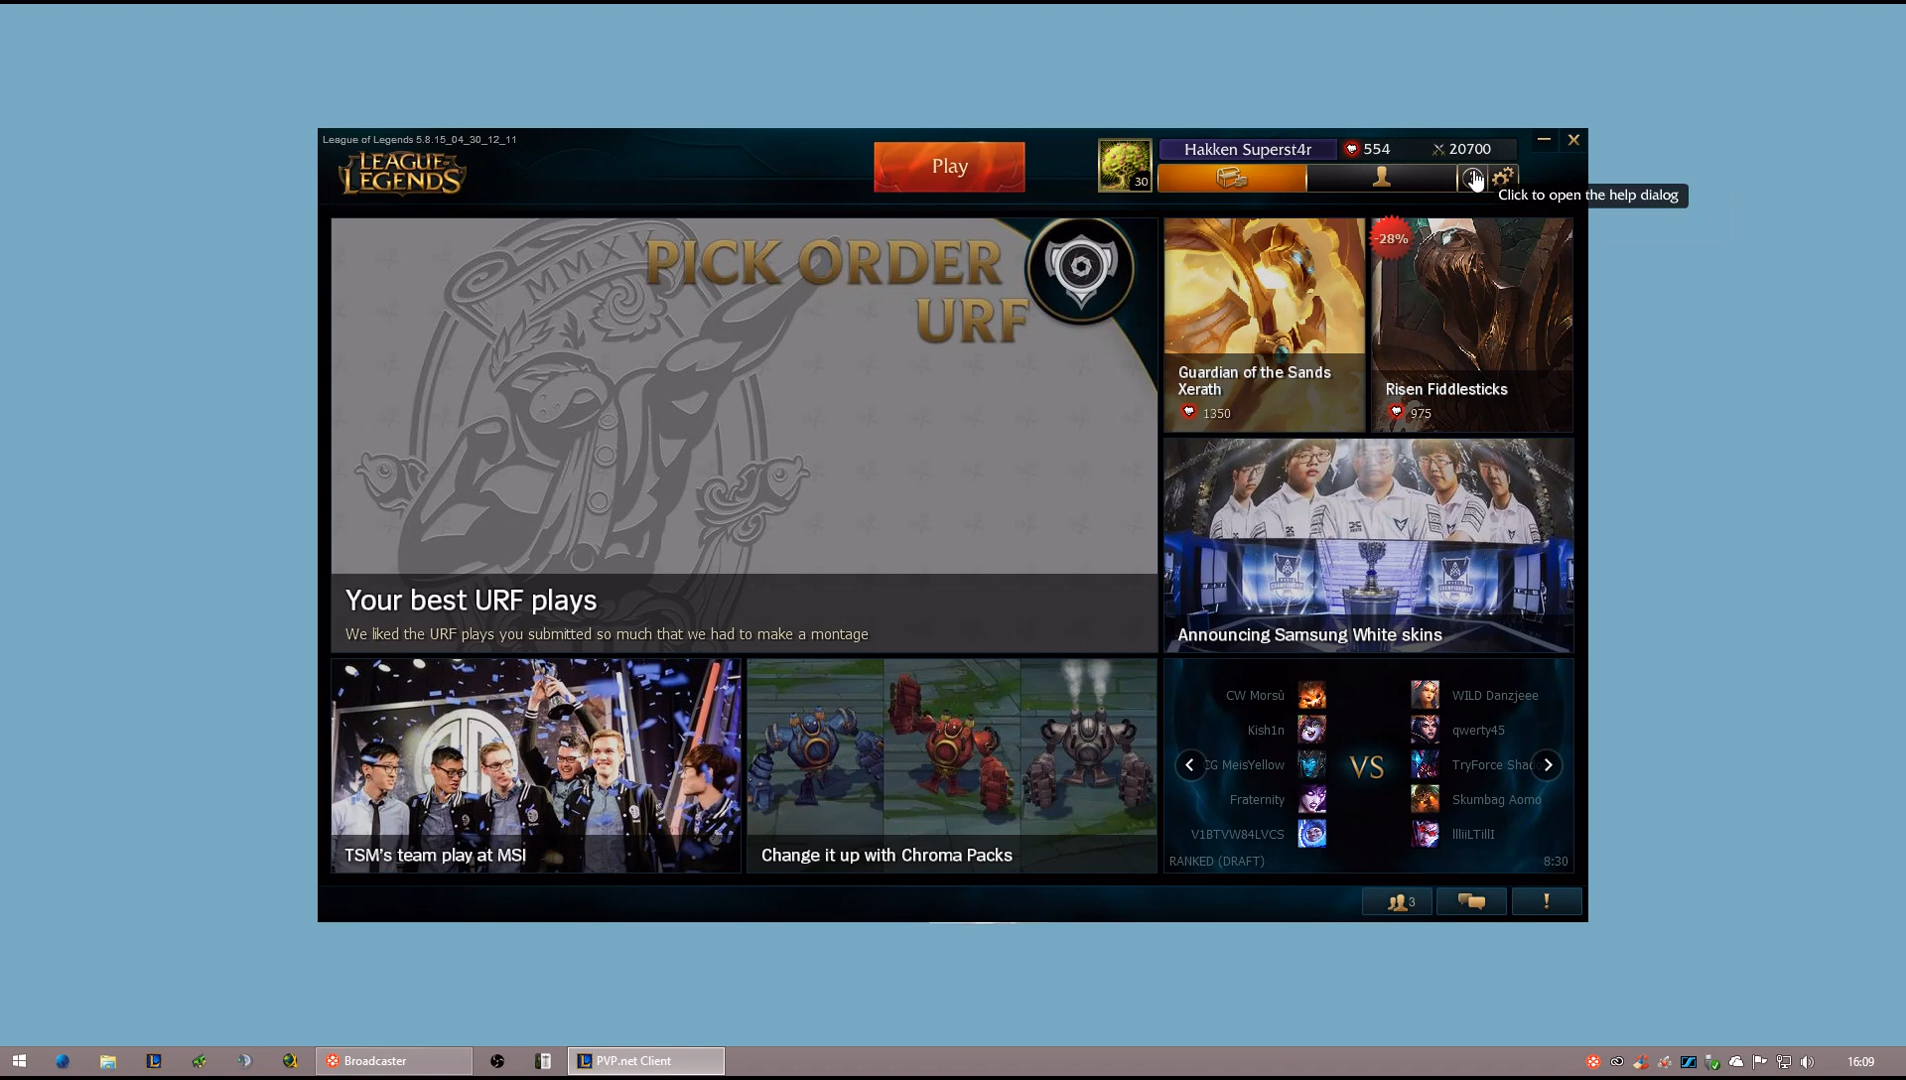 League of Legends 5.8.15_04_30_12_11
LEAGUE OF LEGENDS
Play
30
Hakken Superst4r
554
20700
Click to open the help dialog
MMXV
PICK ORDER
URF
Your best URF plays
We liked the URF plays you submitted so much that we had to make a montage
Guardian of the Sands
Xerath
1350
-28%
Risen Fiddlesticks
975
Announcing Samsung White skins
TSM's team play at MSI
Change it up with Chroma Packs
CW Morsù
WILD Danzjeee
Kish1n
qwerty45
CG MeisYellow
VS
TryForce Shad
Fraternity
Skumbag Aomo
V1BTVW84LVCS
RANKED (DRAFT)
8:30
3
Broadcaster
PVP.net Client
16:09